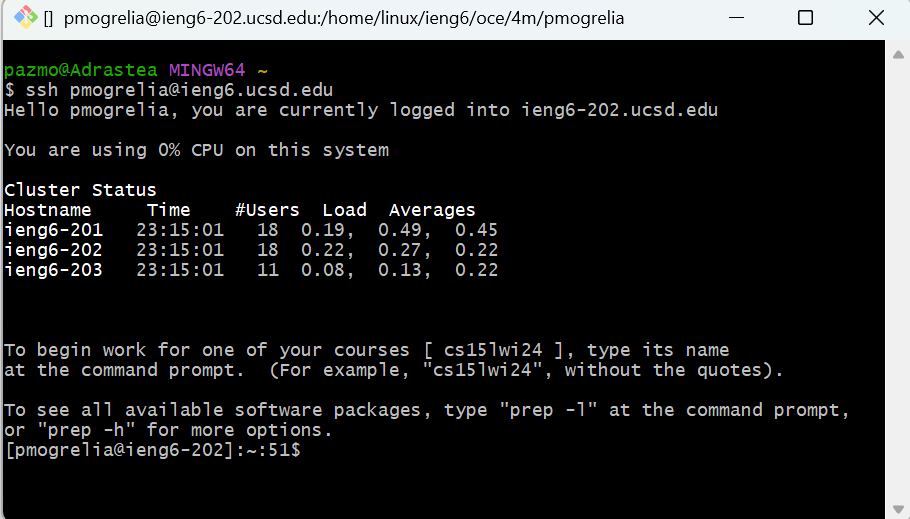 [] pmogrelia@ieng6-202.ucsd.edu:/home/linux/ieng6/oce/4m/pmogrelia
pazmo@Adrastea MINGW64 ~
$ ssh pmogrelia@ieng6.ucsd.edu
Hello pmogrelia, you are currently logged into ieng6-202.ucsd.edu
You are using 0% CPU on this system
Cluster Status
Hostname     Time    #Users  Load  Averages
ieng6-201   23:15:01   18  0.19,  0.49,  0.45
ieng6-202   23:15:01   18  0.22,  0.27,  0.22
ieng6-203   23:15:01   11  0.08,  0.13,  0.22
To begin work for one of your courses [ cs15lwi24 ], type its name
at the command prompt.  (For example, "cs15lwi24", without the quotes).
To see all available software packages, type "prep -l" at the command prompt,
or "prep -h" for more options.
[pmogrelia@ieng6-202]:~:51$